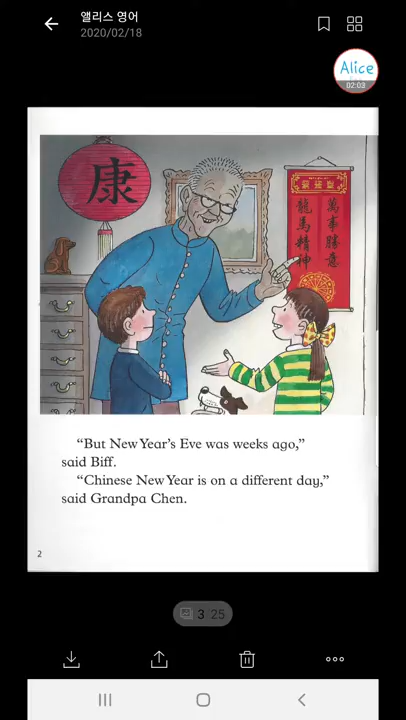 앨리스 영어
2020/02/18
Alice
02:03
康
萬事勝意
龍馬精神
“But New Year’s Eve was weeks ago,”
said Biff.
“Chinese New Year is on a different day,”
said Grandpa Chen.
2
3 25